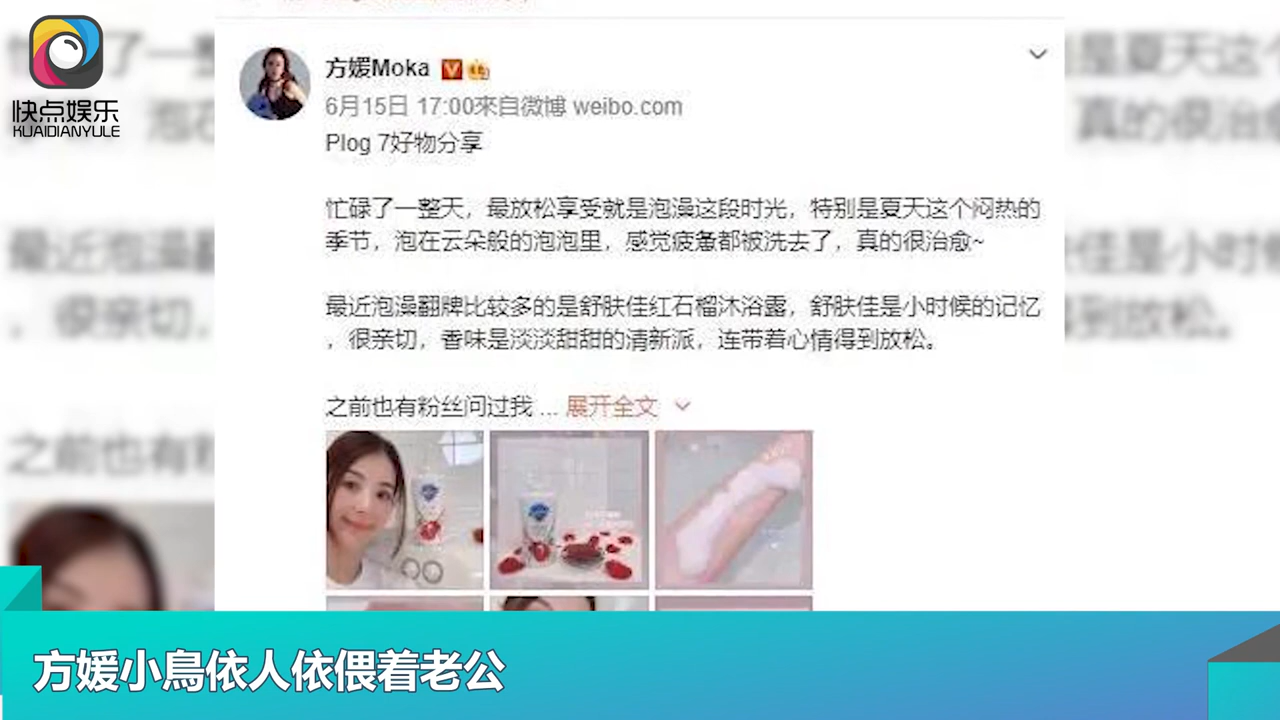 快点娱乐
KUAIDIANYULE
方媛Moka
6月15日 17:00來自微博 weibo.com
Plog 7好物分享
忙碌了一整天，最放松享受就是泡澡这段时光，特别是夏天这个闷热的
季节，泡在云朵般的泡泡里，感觉疲惫都被洗去了，真的很治愈~
最近泡澡翻牌比较多的是舒肤佳红石榴沐浴露，舒肤佳是小时候的记忆
，很亲切，香味是淡淡甜甜的清新派，连带着心情得到放松。
之前也有粉丝问过我 ... 展开全文
方媛小鳥依人依偎着老公